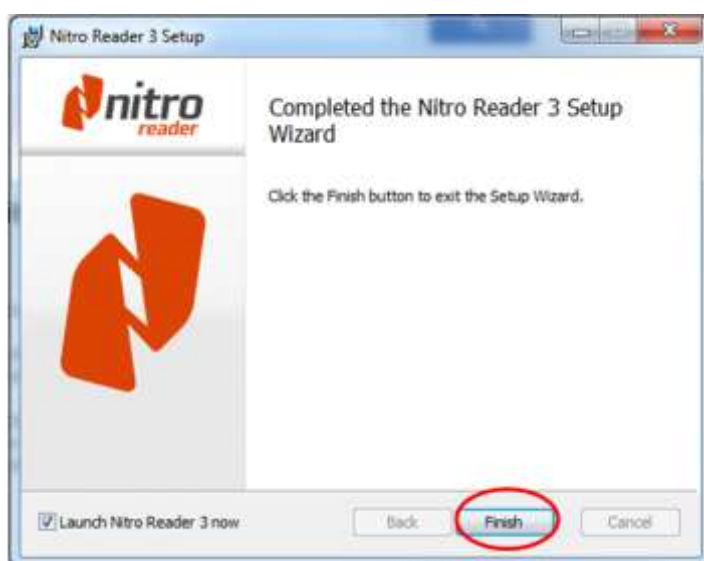 Nitro Reader 3 Setup
nitro
reader
Completed the Nitro Reader 3 Setup
Wizard
Click the Finish button to exit the Setup Wizard.
Launch Nitro Reader 3 now
Back
Finish
Cancel